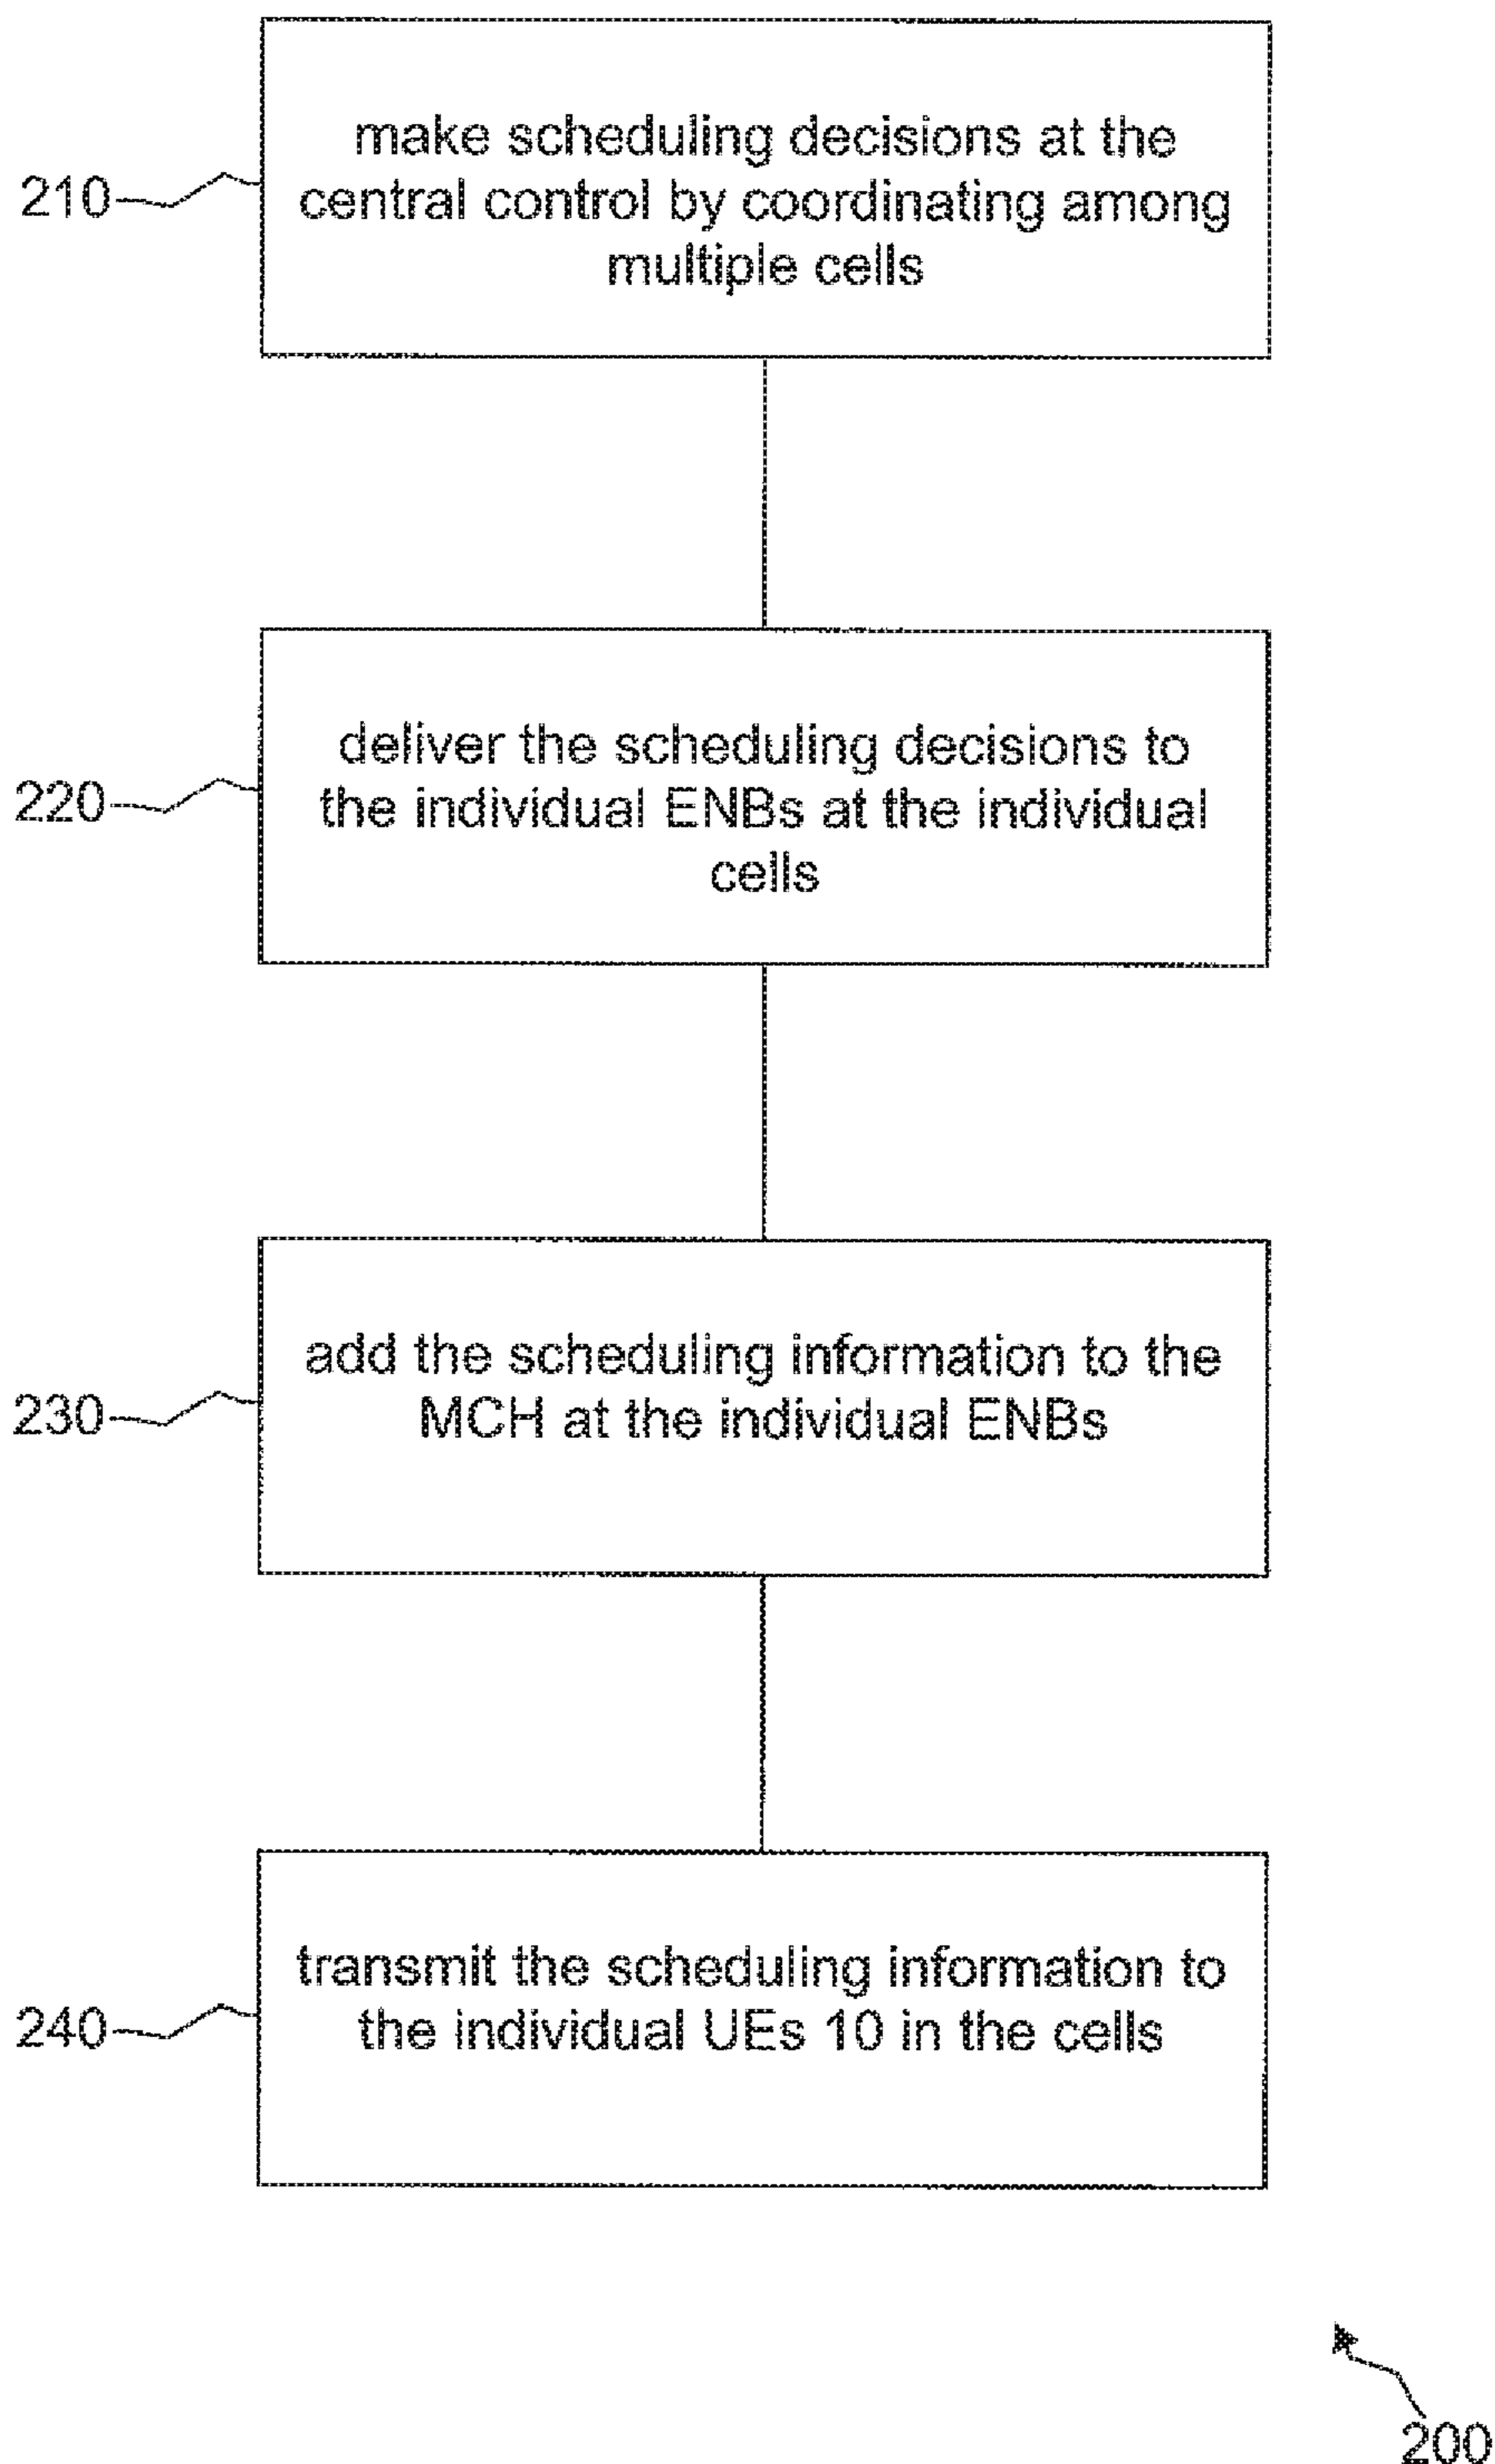 make scheduling decisions at the
central control by coordinating among
multiple cells
210
deliver the scheduling decisions to
the individual ENBs at the individual
cells
220
add the scheduling information to the
MCH at the individual ENBs
230
transmit the scheduling information to
the individual UEs 10 in the cells
240
200